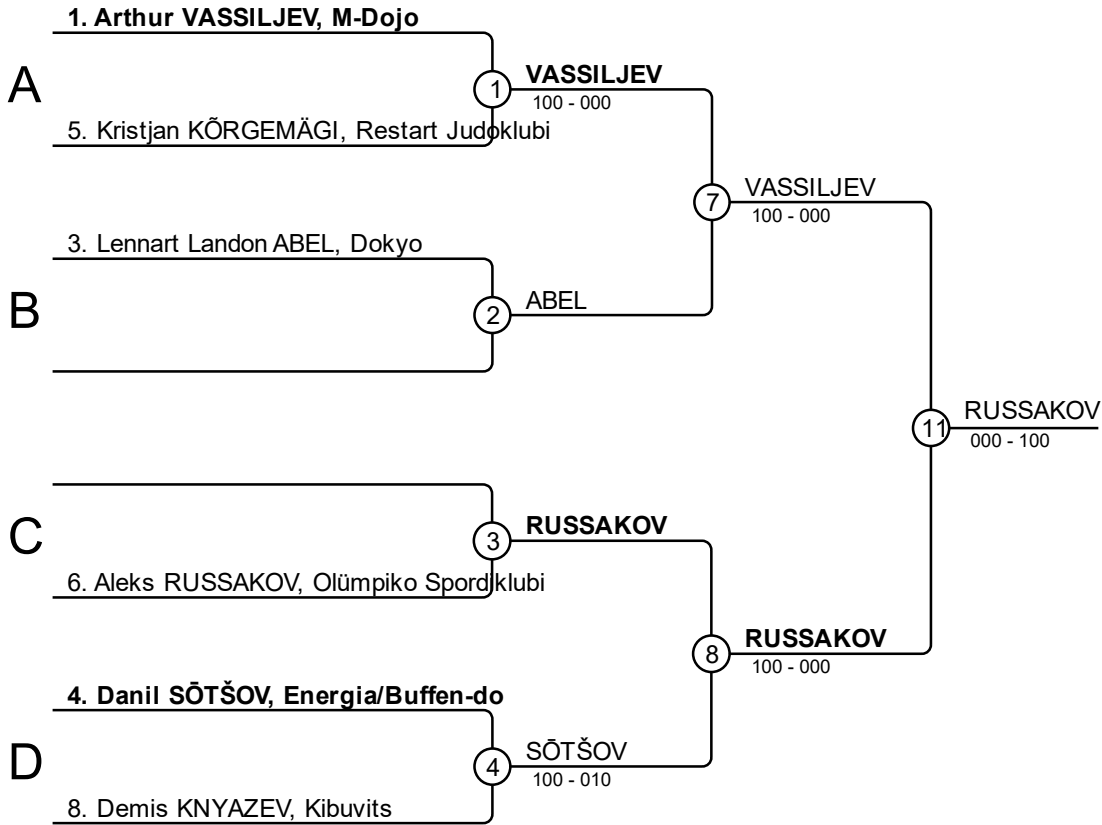 1. Arthur VASSILJEV, M-Dojo
A
1
VASSILJEV
100 - 000
5. Kristjan KÕRGEMÄGI, Restart Judoklubi
7
VASSILJEV
100 - 000
3. Lennart Landon ABEL, Dokyo
B
2
ABEL
11
RUSSAKOV
000 - 100
C
3
RUSSAKOV
6. Aleks RUSSAKOV, Olümpiko Spordiklubi
8
RUSSAKOV
100 - 000
4. Danil SŌTŠOV, Energia/Buffen-do
D
4
SŌTŠOV
100 - 010
8. Demis KNYAZEV, Kibuvits